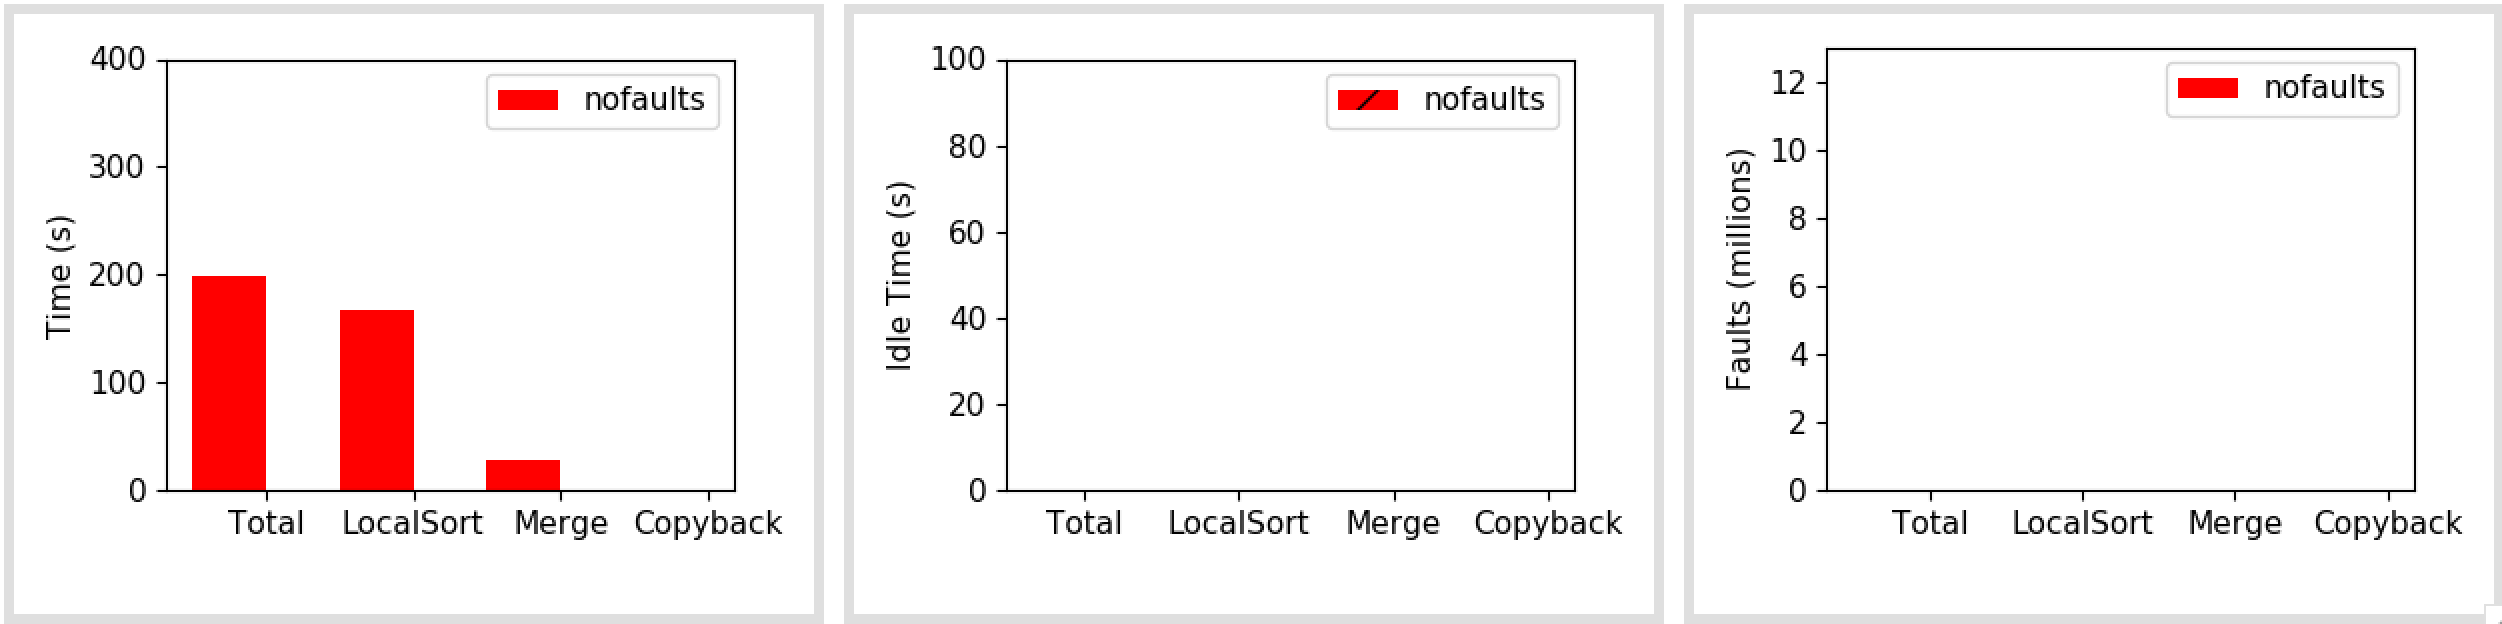 400
300
200
100
0
Time (s)
nofaults
Total LocalSort Merge Copyback
100
80
60
40
20
0
Idle Time (s)
nofaults
Total LocalSort Merge Copyback
12
10
8
6
4
2
0
Faults (millions)
nofaults
Total LocalSort Merge Copyback